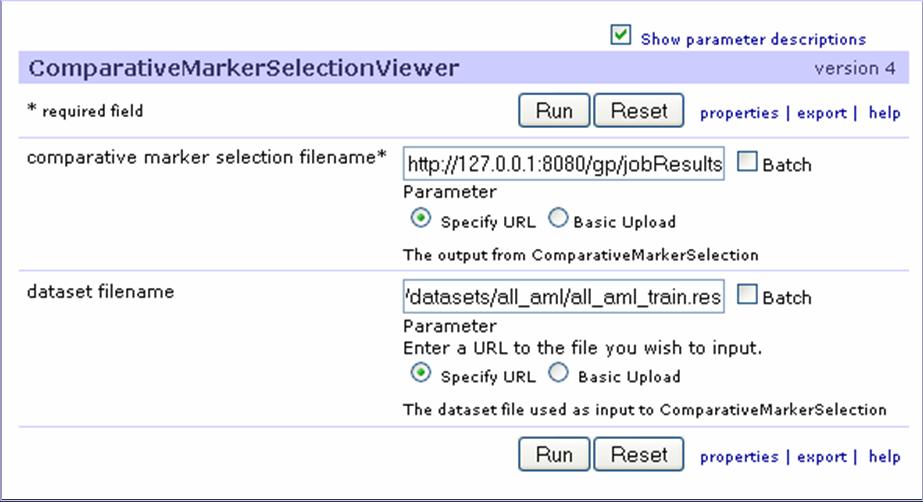 Show parameter descriptions
ComparativeMarkerSelectionViewer version 4
* required field Run Reset properties | export | help
comparative marker selection filename* http://127.0.0.1:8080/gp/jobResults Batch
Parameter
Specify URL Basic Upload
The output from ComparativeMarkerSelection
dataset filename /datasets/all_aml/all_aml_train.res Batch
Parameter
Enter a URL to the file you wish to input.
Specify URL Basic Upload
The dataset file used as input to ComparativeMarkerSelection
Run Reset properties | export | help